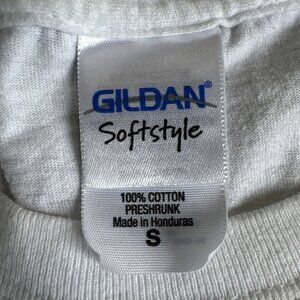 GILDAN®
Softstyle
100% COTTON
PRESHRUNK
Made in Honduras
S